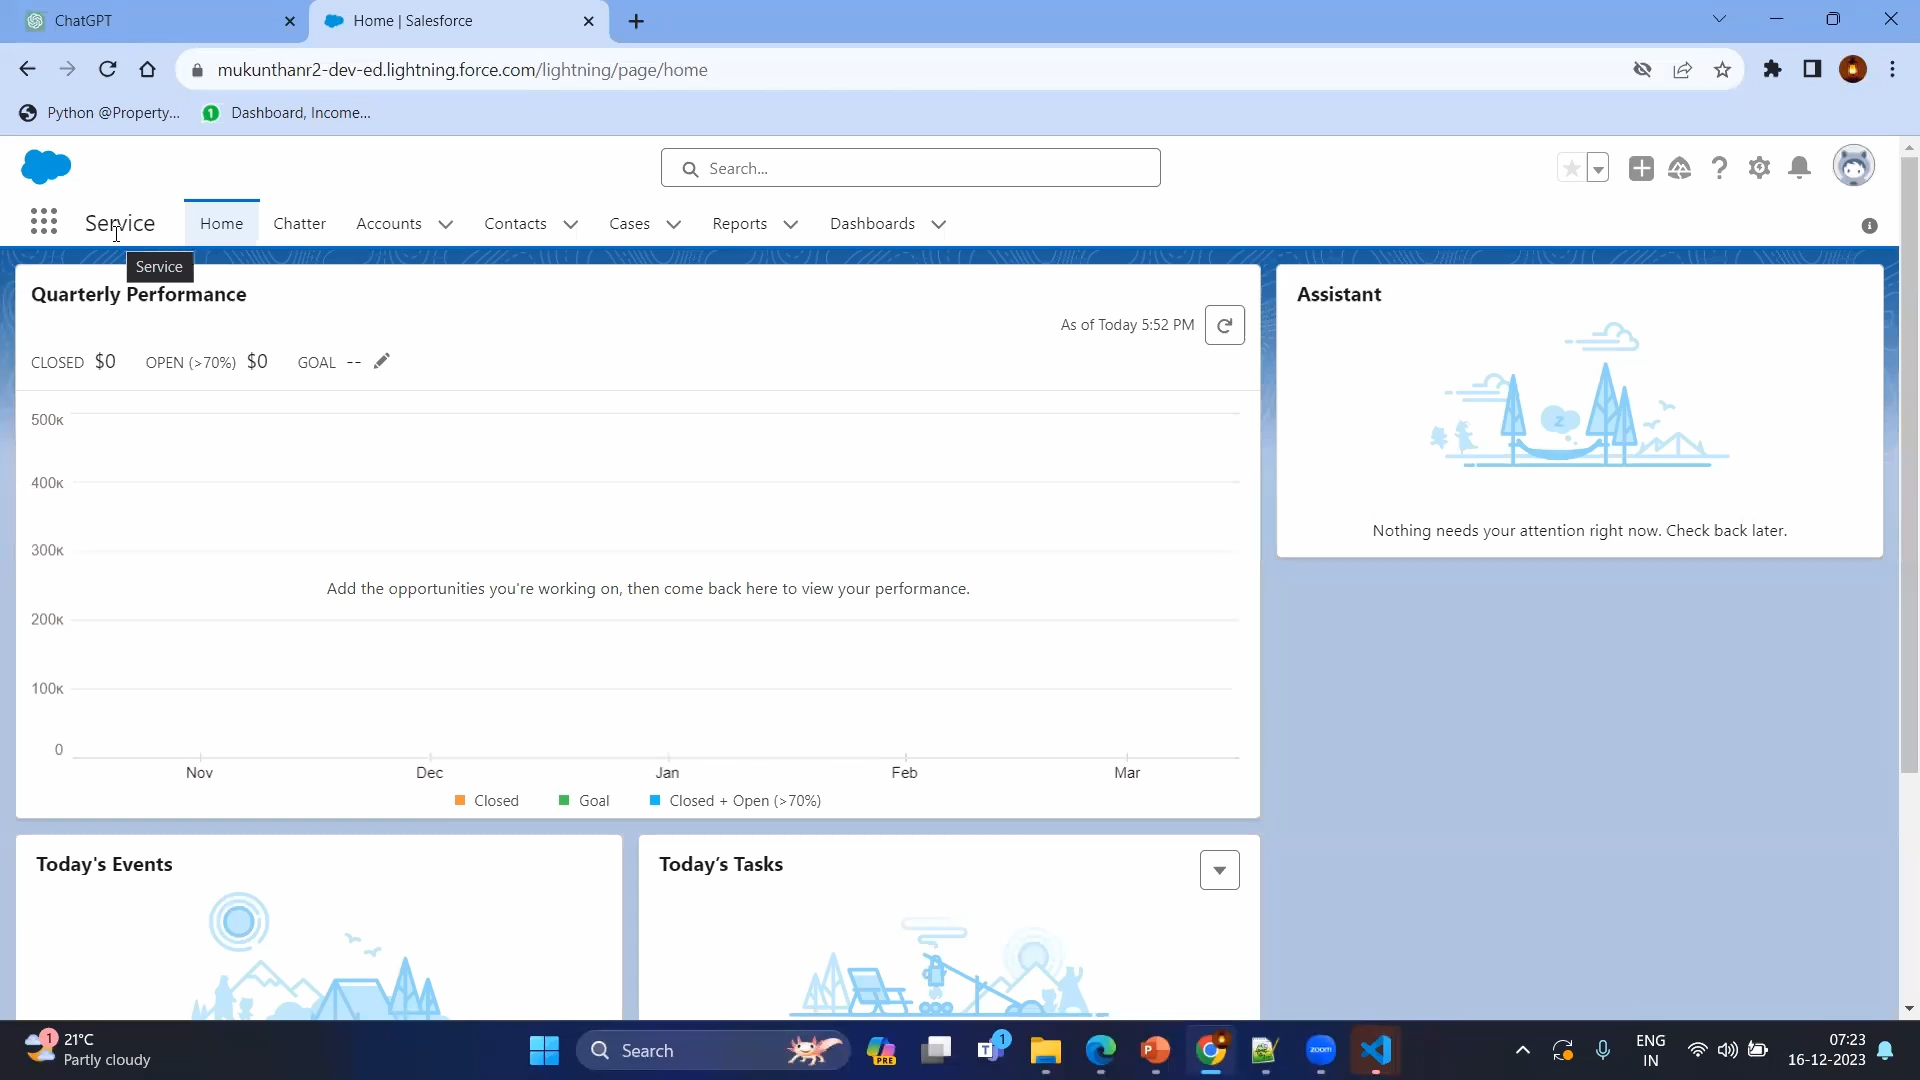 ChatGPT
Home | Salesforce
mukunthanr2-dev-ed.lightning.force.com/lightning/page/home
Python @Property...
1
Dashboard, Income...
Search...
Service
Home
Chatter
Accounts
Contacts
Cases
Reports
Dashboards
Service
Quarterly Performance
As of Today 5:52 PM
CLOSED $0 OPEN (>70%) $0 GOAL --
500K
400K
300K
Add the opportunities you're working on, then come back here to view your performance.
200K
100K
0
Nov Dec Jan Feb Mar
Closed Goal Closed + Open (>70%)
Assistant
z
Nothing needs your attention right now. Check back later.
Today's Events
Today’s Tasks
1
21°C
Partly cloudy
Search
PRE
T
1
P
zoom
ENG
IN
07:23
16-12-2023